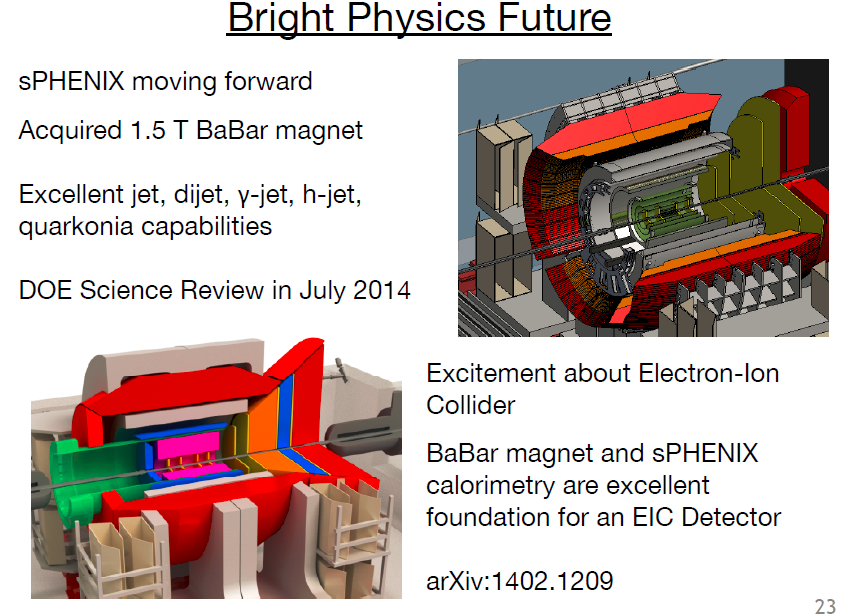 Bright Physics Future
sPHENIX moving forward
Acquired 1.5 T BaBar magnet
Excellent jet, dijet, γ-jet, h-jet,
quarkonia capabilities
DOE Science Review in July 2014
Excitement about Electron-Ion
Collider
BaBar magnet and sPHENIX
calorimetry are excellent
foundation for an EIC Detector
arXiv:1402.1209
23